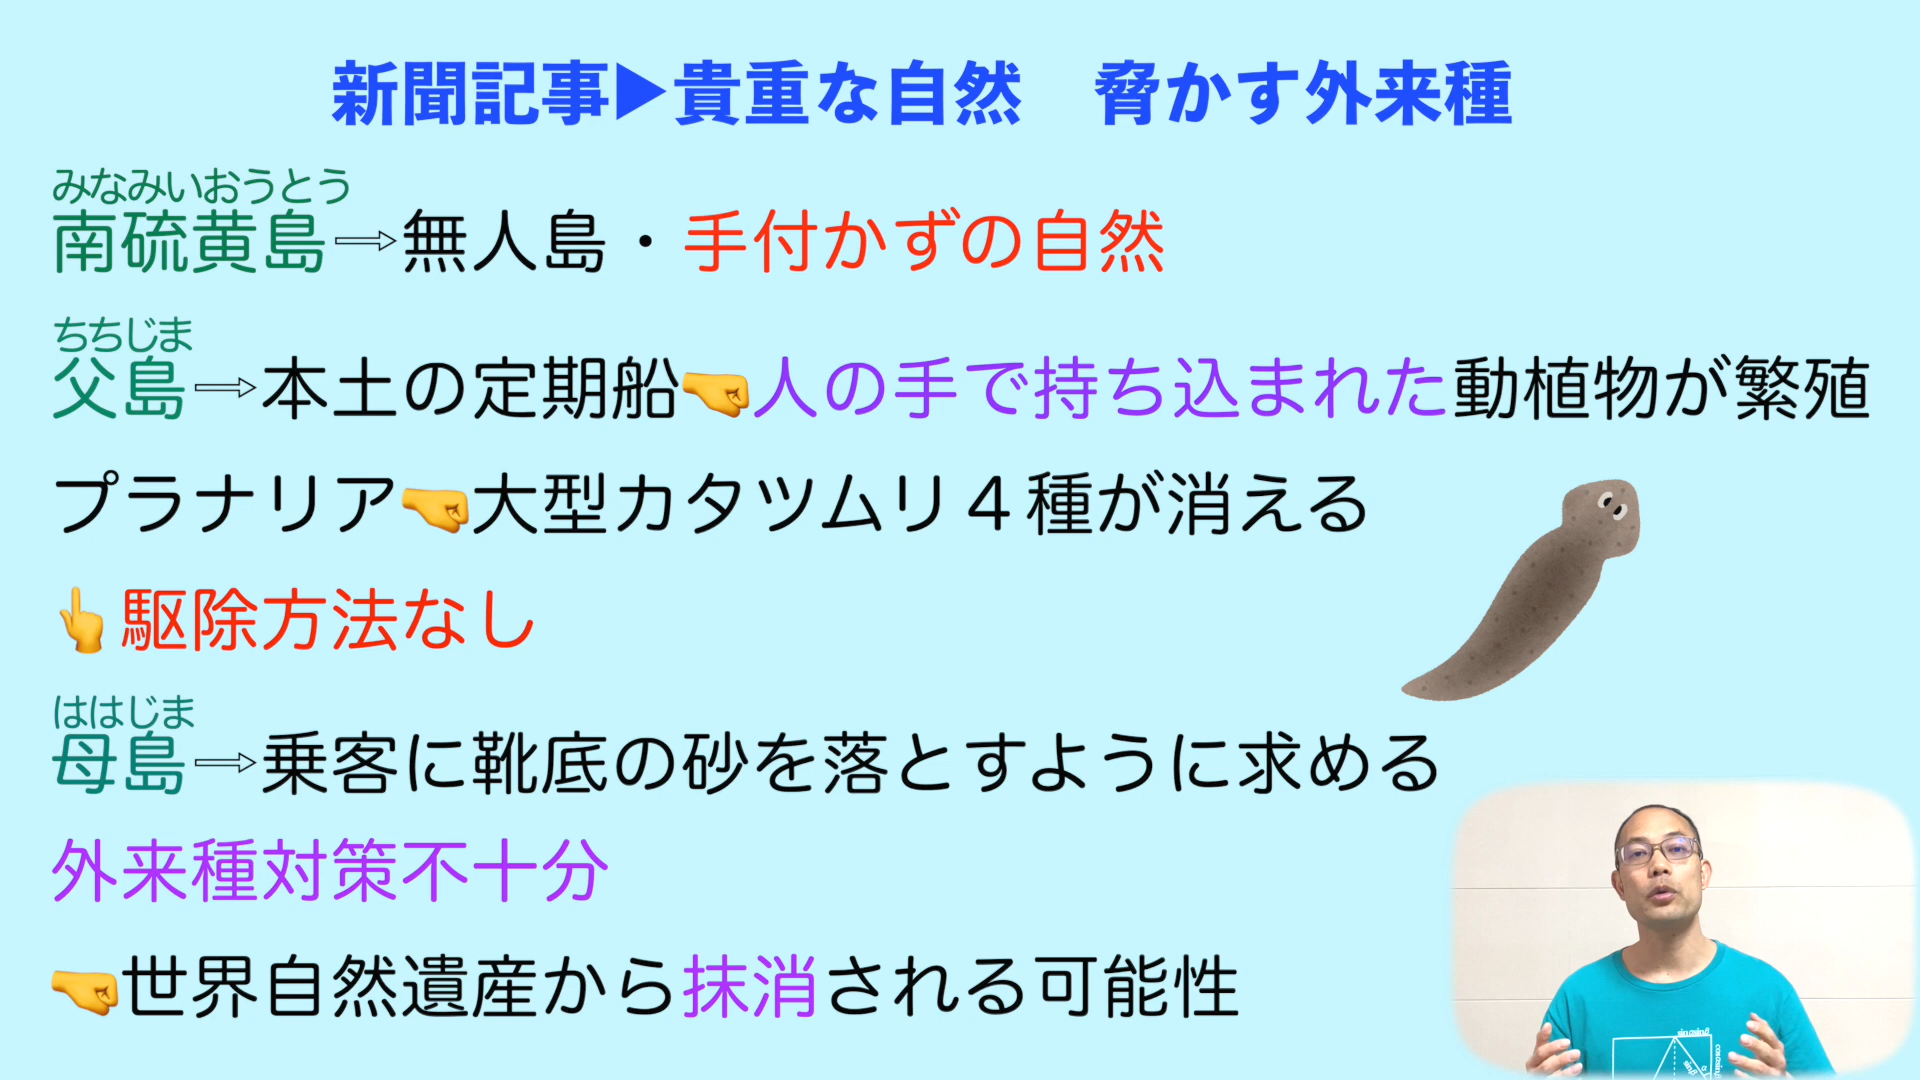 新聞記事▶貴重な自然　脅かす外来種
みなみいおうとう
南硫黄島⇨無人島・手付かずの自然
ちちじま
父島⇨本土の定期船🤜人の手で持ち込まれた動植物が繁殖
プラナリア🤜大型カタツムリ４種が消える
👆駆除方法なし
ははじま
母島⇨乗客に靴底の砂を落とすように求める
外来種対策不十分
🤜世界自然遺産から抹消される可能性